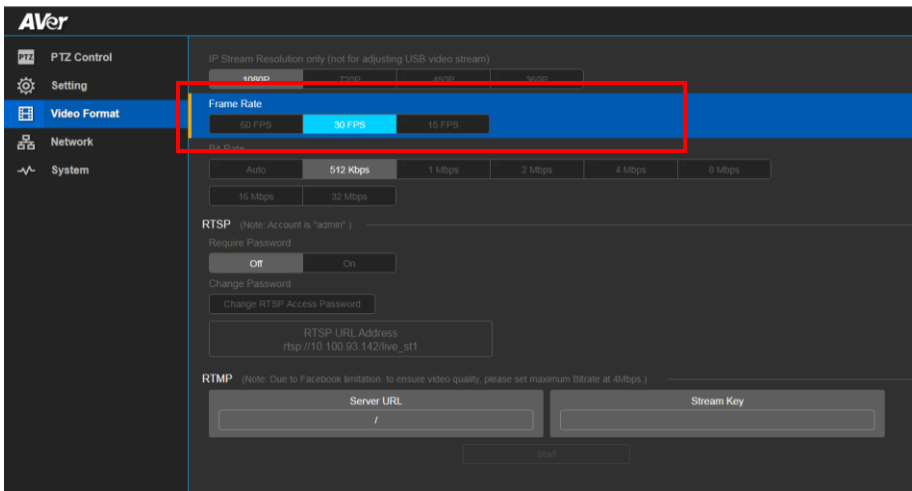 AVer
PTZ PTZ Control
Setting
Video Format
Network
System
IP Stream Resolution only (not for adjusting USB video stream)
1080P 720P 480P 360P
Frame Rate
60 FPS 30 FPS 15 FPS
Bit Rate
Auto 512 Kbps 1 Mbps 2 Mbps 4 Mbps 8 Mbps
16 Mbps 32 Mbps
RTSP (Note: Account is "admin".)
Require Password
Off On
Change Password
Change RTSP Access Password
RTSP URL Address
rtsp://10.100.93.142/live_st1
RTMP (Note: Due to Facebook limitation. to ensure video quality, please set maximum Bitrate at 4Mbps.)
Server URL Stream Key
/
Start